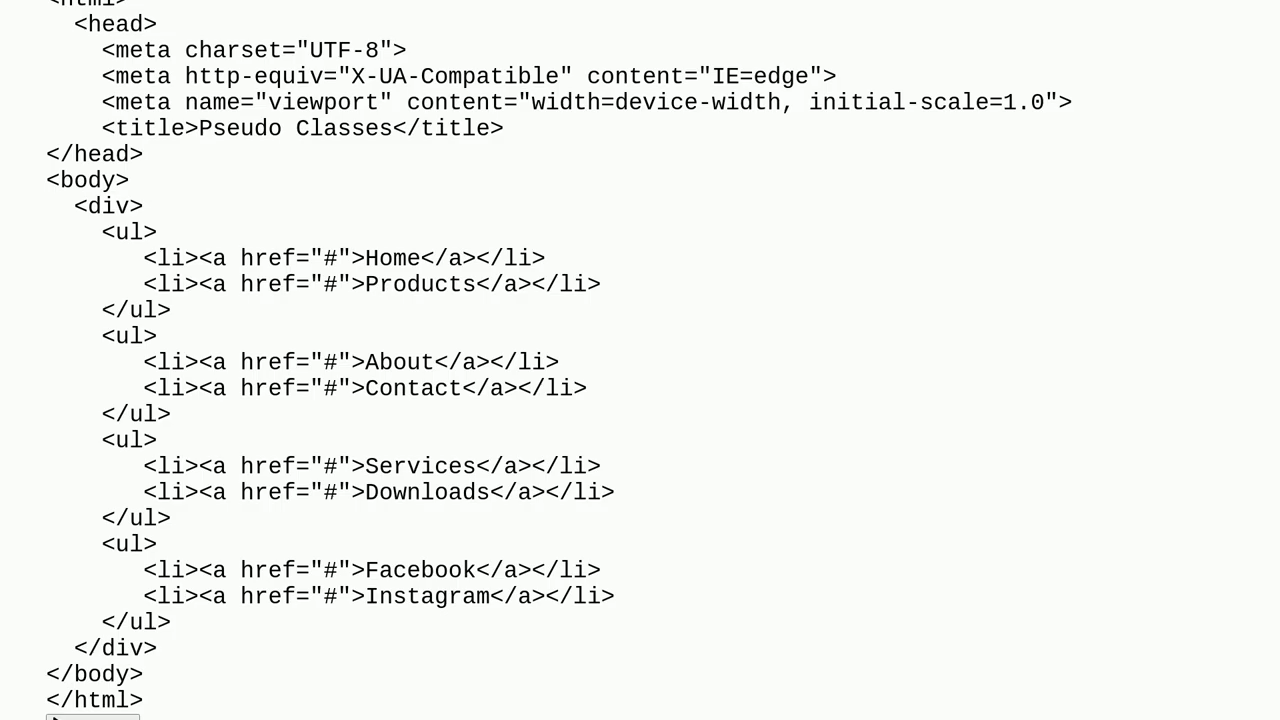 <html>
<head>
<meta charset="UTF-8">
<meta http-equiv="X-UA-Compatible" content="IE=edge">
<meta name="viewport" content="width=device-width, initial-scale=1.0">
<title>Pseudo Classes</title>
</head>
<body>
<div>
<ul>
<li><a href="#">Home</a></li>
<li><a href="#">Products</a></li>
</ul>
<ul>
<li><a href="#">About</a></li>
<li><a href="#">Contact</a></li>
</ul>
<ul>
<li><a href="#">Services</a></li>
<li><a href="#">Downloads</a></li>
</ul>
<ul>
<li><a href="#">Facebook</a></li>
<li><a href="#">Instagram</a></li>
</ul>
</div>
</body>
</html>